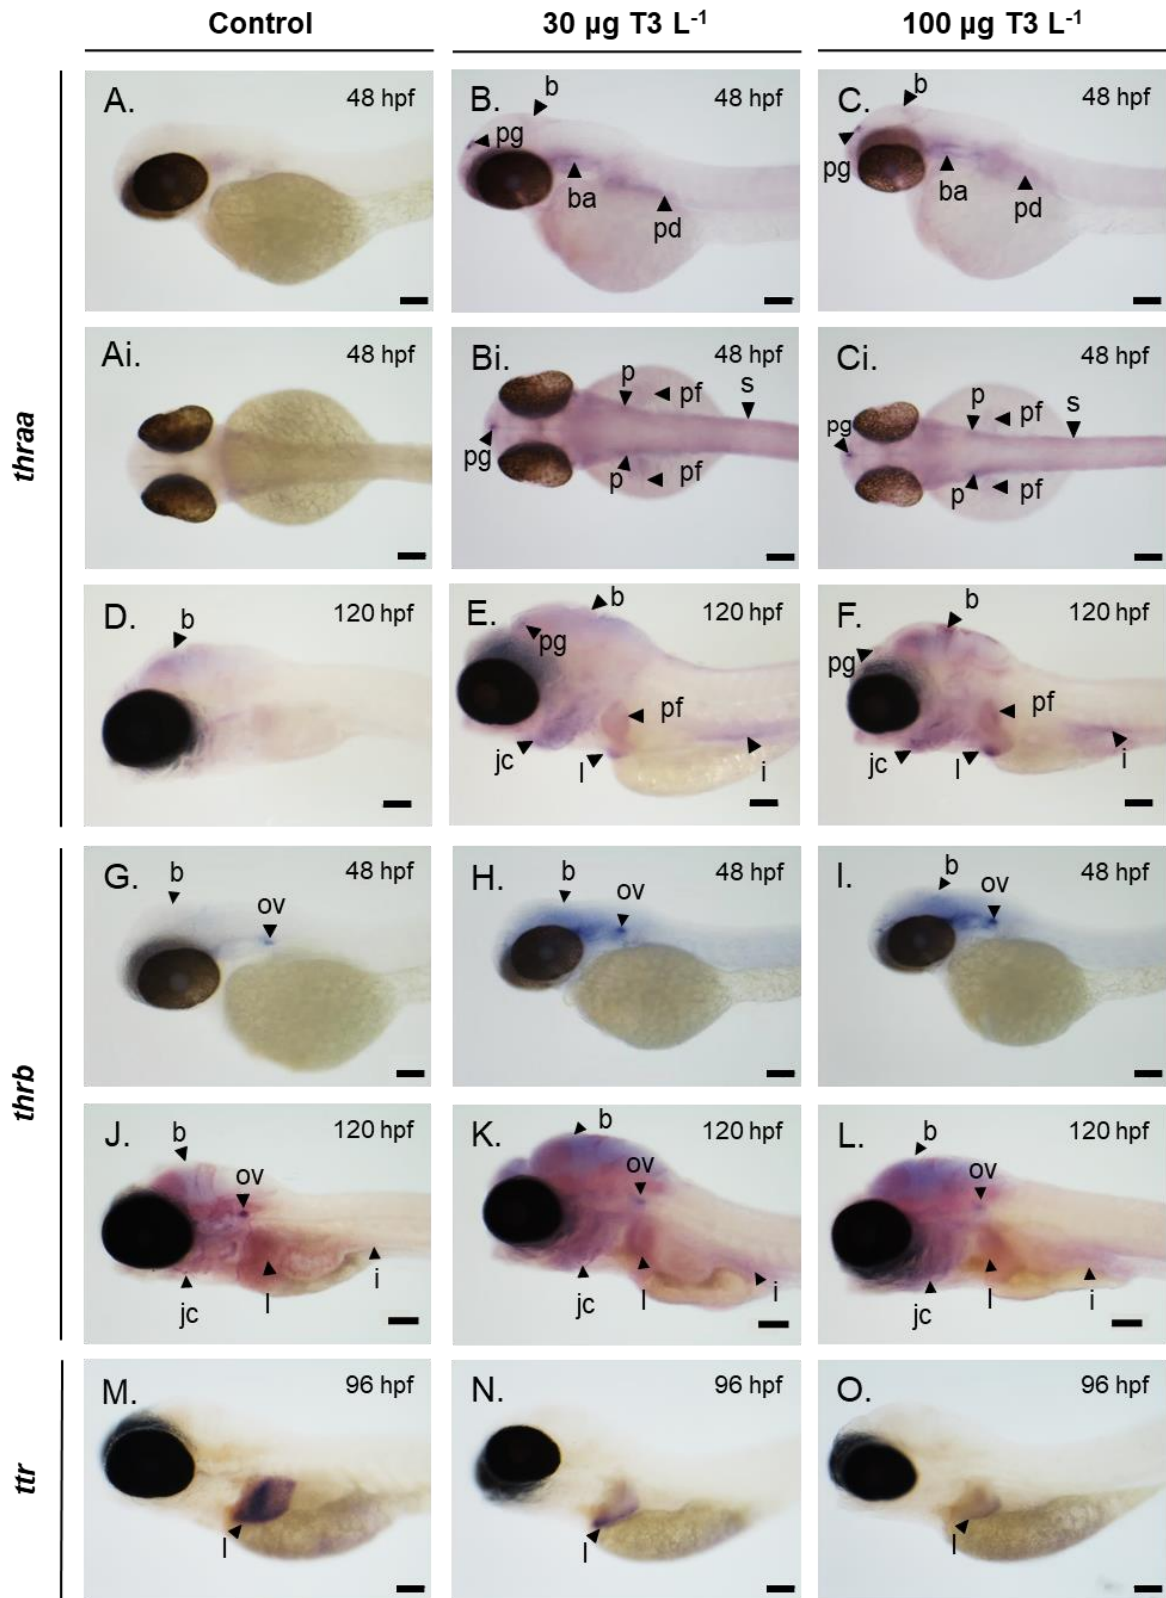 Control 30 µg T3 L-1 100 µg T3 L-1
thraa
A. 48 hpf
B. 48 hpf b pg ba pd
C. 48 hpf b pg ba pd
Ai. 48 hpf
Bi. 48 hpf p pf s pg p pf
Ci. 48 hpf p pf s pg p pf
D. 120 hpf b
E. 120 hpf b pg pf jc l i
F. 120 hpf b pg pf jc l i
thrb
G. 48 hpf b ov
H. 48 hpf b ov
I. 48 hpf b ov
J. 120 hpf b ov jc l i
K. 120 hpf b ov jc l i
L. 120 hpf b ov jc l i
ttr
M. 96 hpf l
N. 96 hpf l
O. 96 hpf l